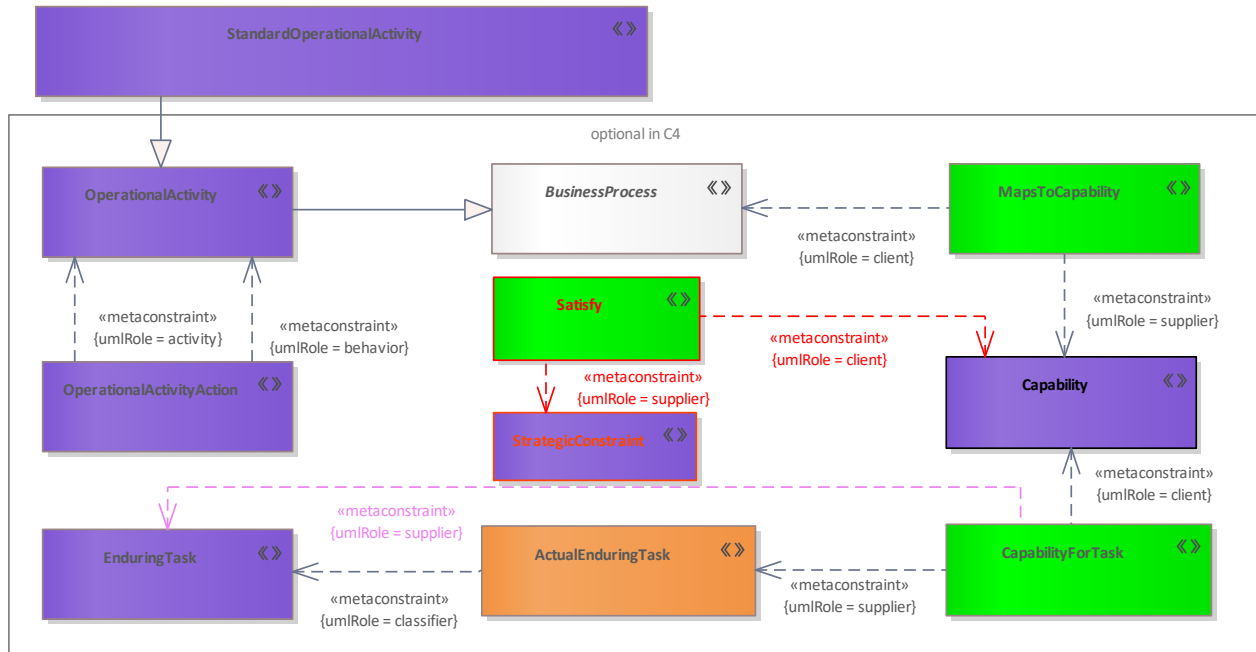 StandardOperationalActivity
optional in C4
OperationalActivity
BusinessProcess
MapsToCapability
«metaconstraint»
{umlRole = client}
Satisfy
«metaconstraint»
{umlRole = activity}
«metaconstraint»
{umlRole = behavior}
«metaconstraint»
{umlRole = client}
«metaconstraint»
{umlRole = supplier}
OperationalActivityAction
«metaconstraint»
{umlRole = supplier}
Capability
StrategicConstraint
«metaconstraint»
{umlRole = client}
«metaconstraint»
{umlRole = supplier}
EnduringTask
ActualEnduringTask
CapabilityForTask
«metaconstraint»
{umlRole = classifier}
«metaconstraint»
{umlRole = supplier}